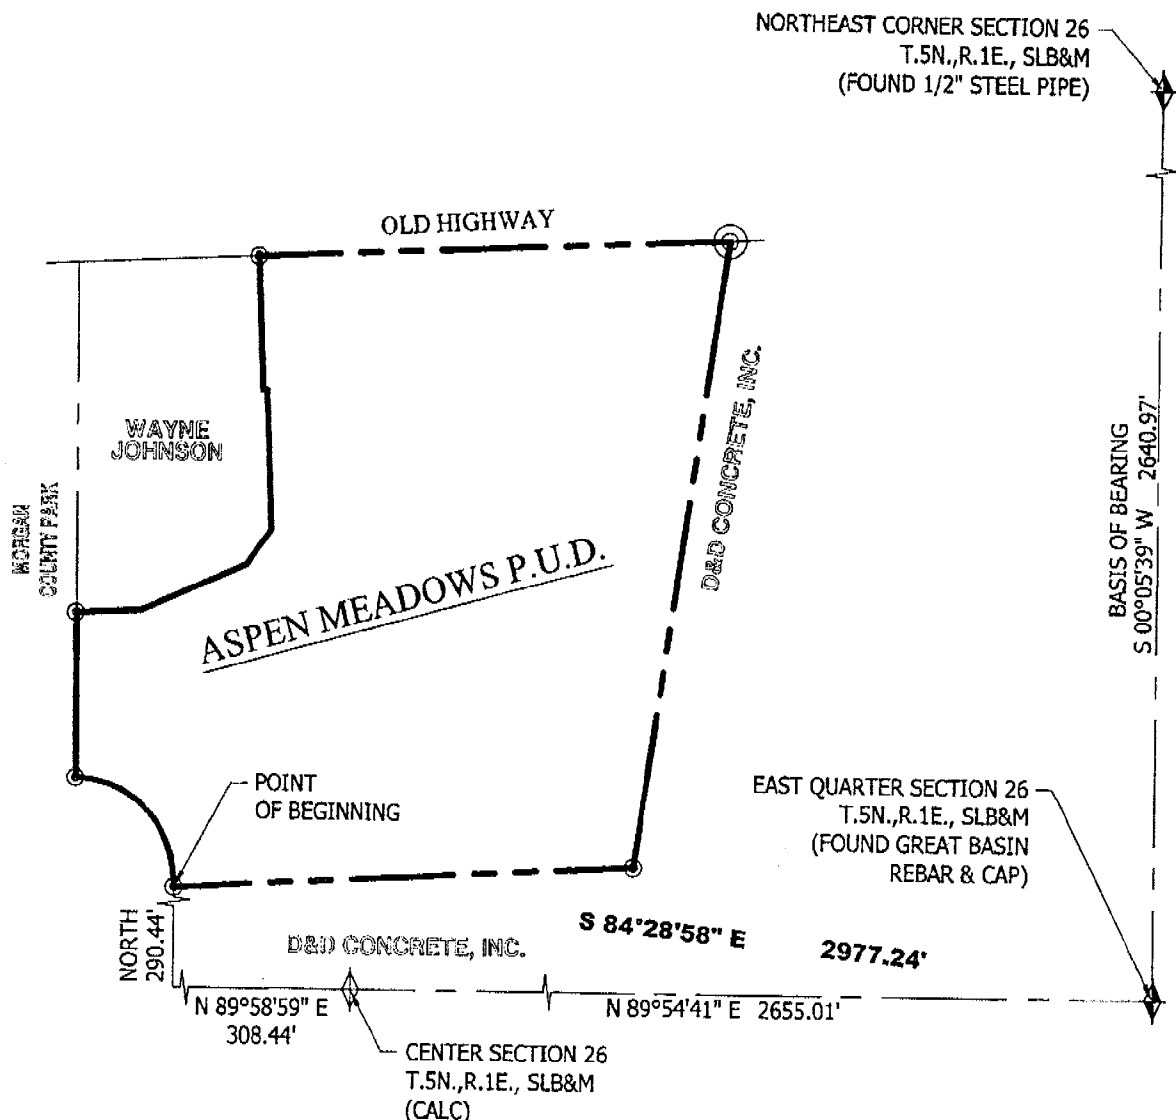 NORTHEAST CORNER SECTION 26
T.5N.,R.1E., SLB&M
(FOUND 1/2" STEEL PIPE)
OLD HIGHWAY
WAYNE
JOHNSON
MORGAN
COUNTY PARK
D&D CONCRETE, INC.
BASIS OF BEARING
S 00°05'39" W 2640.97'
ASPEN MEADOWS P.U.D.
POINT
OF BEGINNING
EAST QUARTER SECTION 26
T.5N.,R.1E., SLB&M
(FOUND GREAT BASIN
REBAR & CAP)
NORTH
290.44'
D&D CONCRETE, INC.
S 84°28'58" E 2977.24'
N 89°58'59" E
308.44'
N 89°54'41" E 2655.01'
CENTER SECTION 26
T.5N.,R.1E., SLB&M
(CALC)